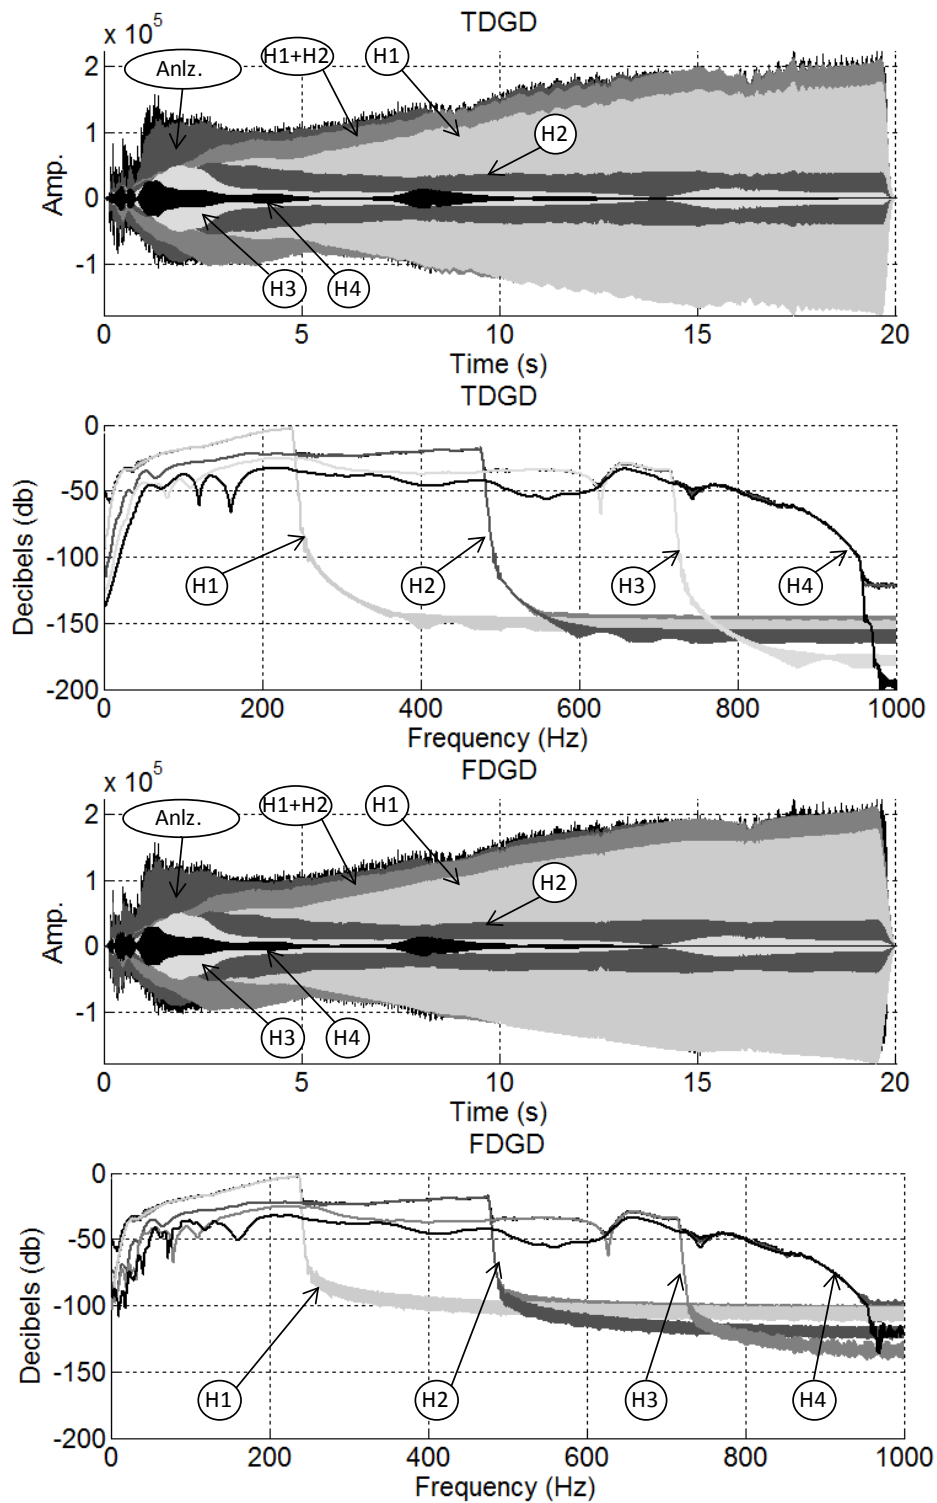 TDGD
x 10^5
Anlz. H1+H2 H1
2
1
H2
Amp.
0
-1
H3 H4
0 5 10 15 20
Time (s)
TDGD
0
-50
Decibels (db)
-100
H1 H2 H3 H4
-150
-200
0 200 400 600 800 1000
Frequency (Hz)
FDGD
x 10^5
Anlz. H1+H2 H1
2
1
H2
Amp.
0
-1
H3 H4
0 5 10 15 20
Time (s)
FDGD
0
-50
Decibels (db)
-100
-150
H1 H2 H3 H4
-200
0 200 400 600 800 1000
Frequency (Hz)